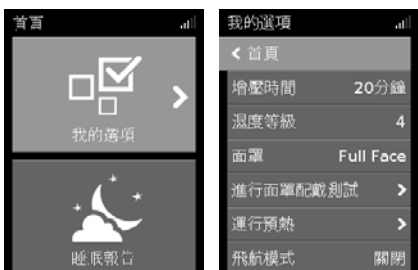 首頁
我的選項
睡眠報告
我的選項
首頁
增壓時間 20分鐘
濕度等級 4
面罩 Full Face
進行面罩配戴測試
運行預熱
飛航模式 關閉